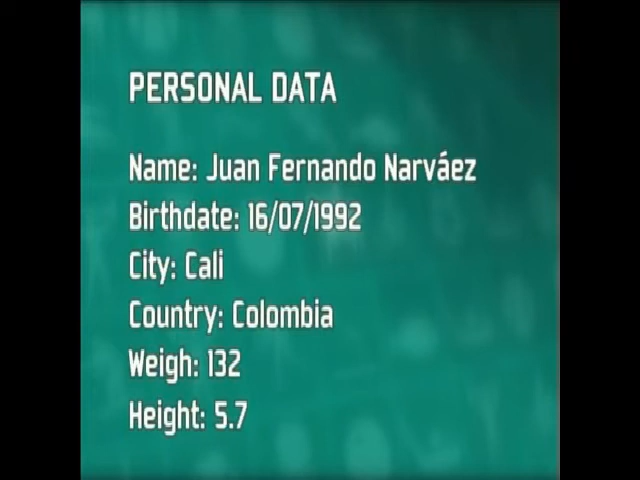 PERSONAL DATA
Name: Juan Fernando Narváez
Birthdate: 16/07/1992
City: Cali
Country: Colombia
Weigh: 132
Height: 5.7